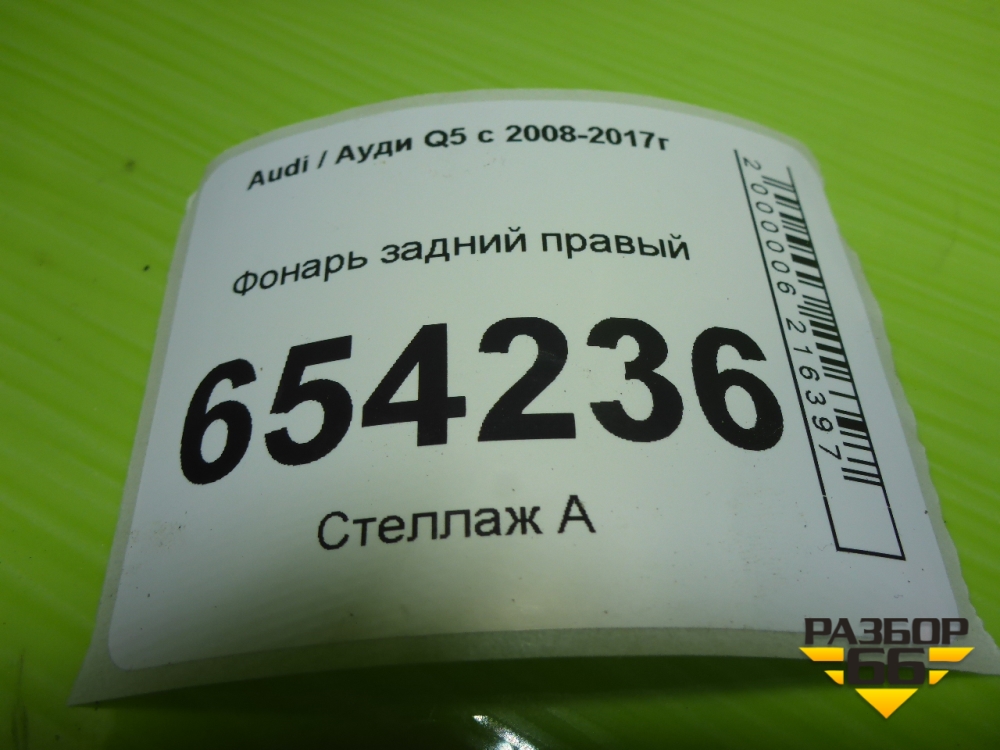 Audi / Ауди Q5 с 2008-2017г
Фонарь задний правый
654236
Стеллаж А
2000006216397
РАЗБОР
66